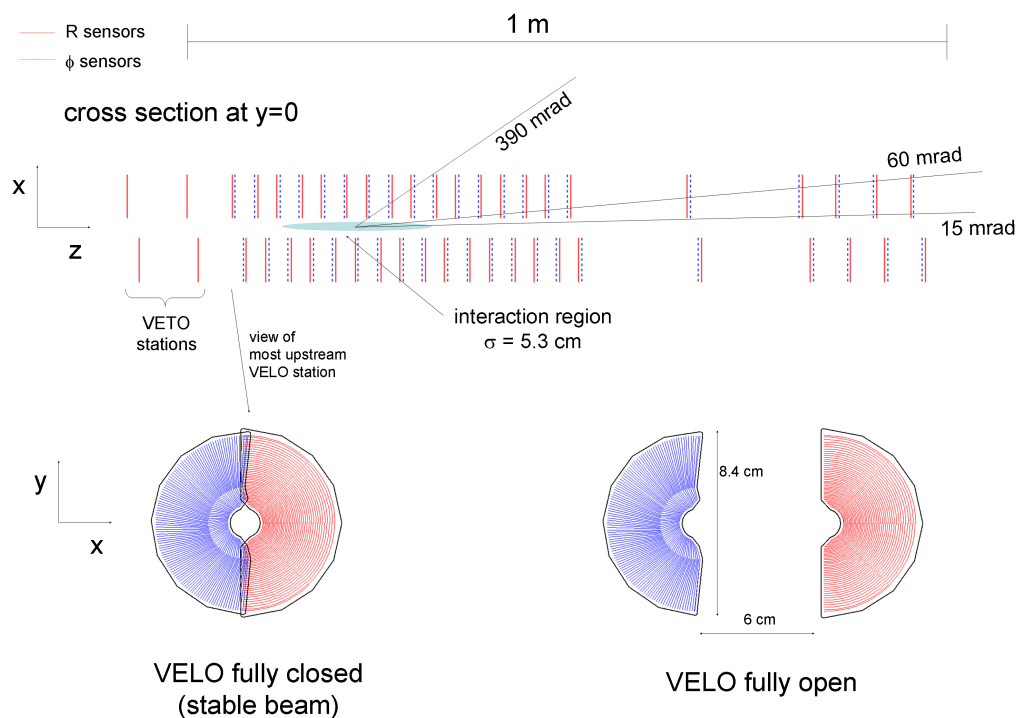 R sensors
ϕ sensors
1 m
cross section at y=0
390 mrad
60 mrad
15 mrad
x
z
VETO
stations
view of
most upstream
VELO station
interaction region
σ = 5.3 cm
y
x
8.4 cm
6 cm
VELO fully closed
(stable beam)
VELO fully open